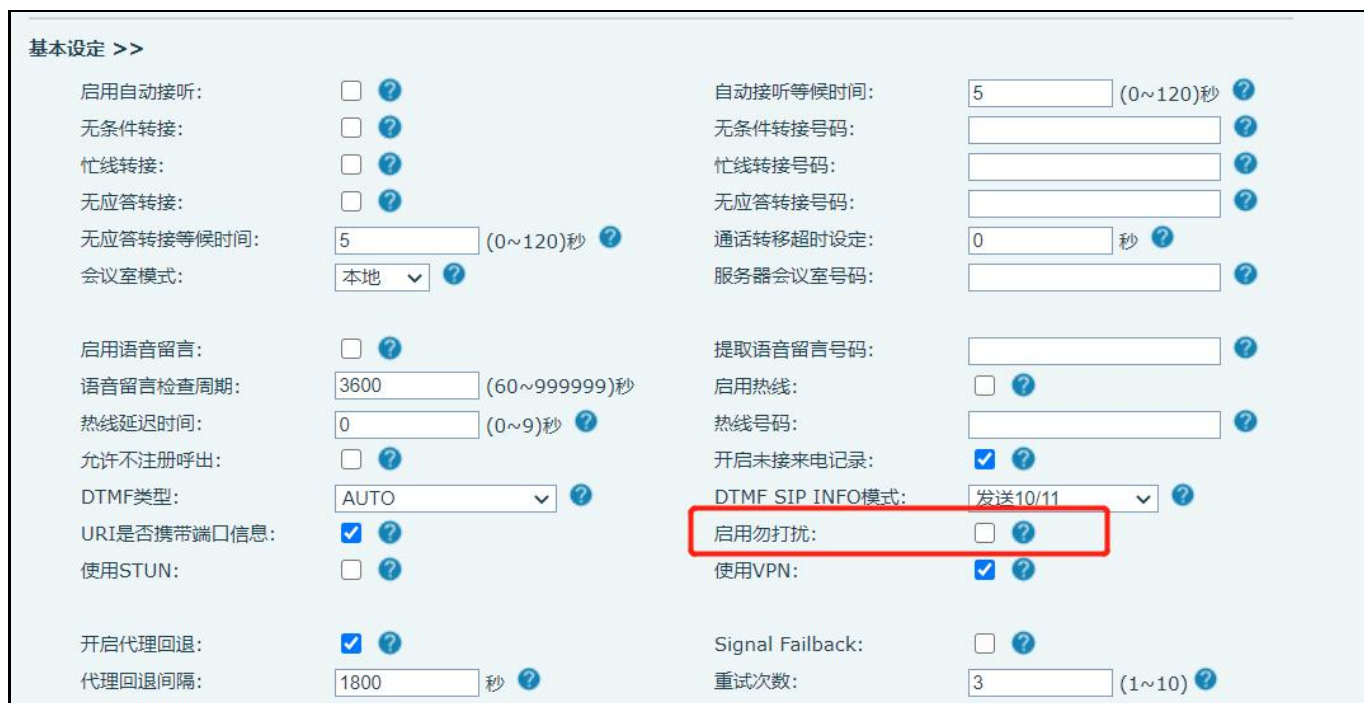 基本设定 >>
启用自动接听: 自动接听等候时间: 5 (0~120)秒
无条件转接: 无条件转接号码:
忙线转接: 忙线转接号码:
无应答转接: 无应答转接号码:
无应答转接等候时间: 5 (0~120)秒 通话转移超时设定: 0 秒
会议室模式: 本地 服务器会议室号码:
启用语音留言: 提取语音留言号码:
语音留言检查周期: 3600 (60~999999)秒 启用热线:
热线延迟时间: 0 (0~9)秒 热线号码:
允许不注册呼出: 开启未接来电记录:
DTMF类型: AUTO DTMF SIP INFO模式: 发送10/11
URI是否携带端口信息: 启用勿打扰:
使用STUN: 使用VPN:
开启代理回退: Signal Failback:
代理回退间隔: 1800 秒 重试次数: 3 (1~10)